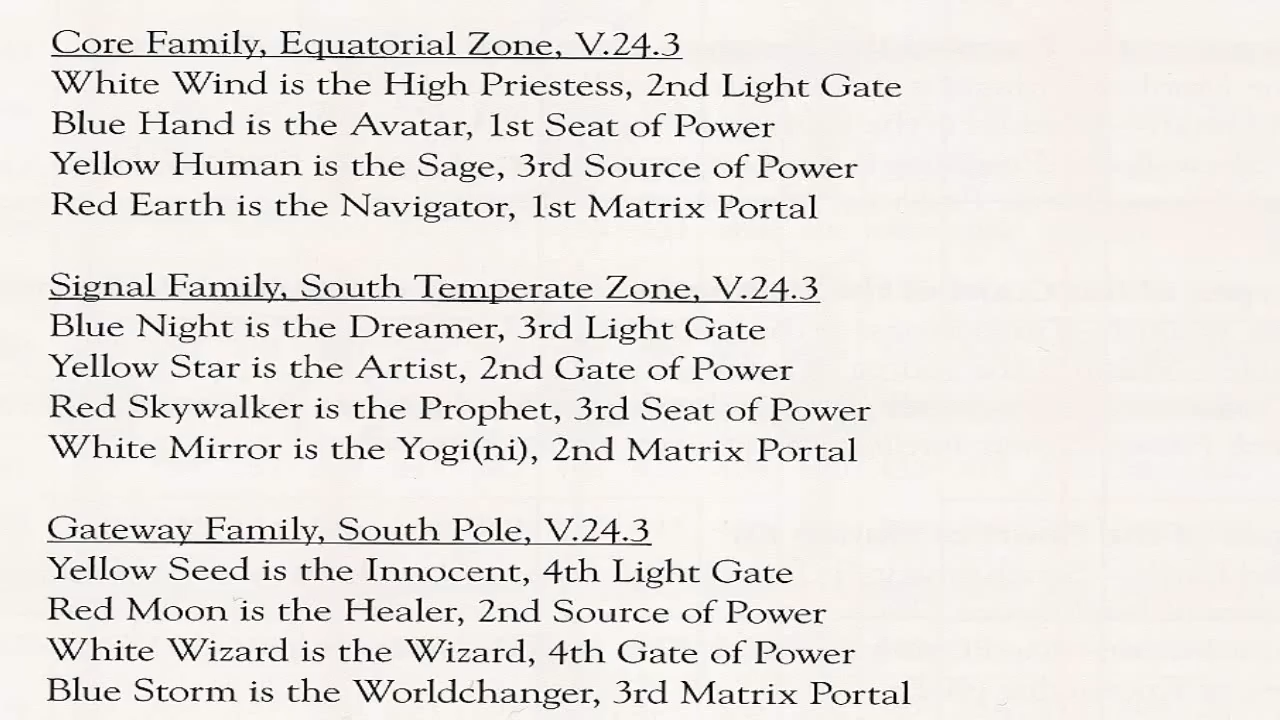 Core Family, Equatorial Zone, V.24.3
White Wind is the High Priestess, 2nd Light Gate
Blue Hand is the Avatar, 1st Seat of Power
Yellow Human is the Sage, 3rd Source of Power
Red Earth is the Navigator, 1st Matrix Portal
Signal Family, South Temperate Zone, V.24.3
Blue Night is the Dreamer, 3rd Light Gate
Yellow Star is the Artist, 2nd Gate of Power
Red Skywalker is the Prophet, 3rd Seat of Power
White Mirror is the Yogi(ni), 2nd Matrix Portal
Gateway Family, South Pole, V.24.3
Yellow Seed is the Innocent, 4th Light Gate
Red Moon is the Healer, 2nd Source of Power
White Wizard is the Wizard, 4th Gate of Power
Blue Storm is the Worldchanger, 3rd Matrix Portal